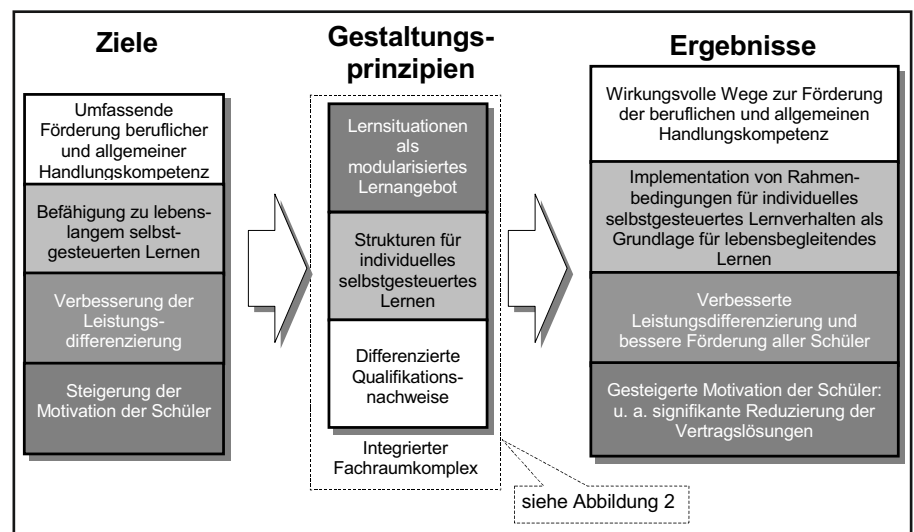 Ziele
Umfassende
Förderung beruflicher
und allgemeiner
Handlungskompetenz
Befähigung zu lebens-
langem selbst-
gesteuerten Lernen
Verbesserung der
Leistungs-
differenzierung
Steigerung der
Motivation der Schüler
Gestaltungs-
prinzipien
Lernsituationen
als
modularisiertes
Lernangebot
Strukturen für
individuelles
selbstgesteuertes
Lernen
Differenzierte
Qualifikations-
nachweise
Integrierter
Fachraumkomplex
siehe Abbildung 2
Ergebnisse
Wirkungsvolle Wege zur Förderung
der beruflichen und allgemeinen
Handlungskompetenz
Implementation von Rahmen-
bedingungen für individuelles
selbstgesteuertes Lernverhalten als
Grundlage für lebensbegleitendes
Lernen
Verbesserte
Leistungsdifferenzierung und
bessere Förderung aller Schüler
Gesteigerte Motivation der Schüler:
u. a. signifikante Reduzierung der
Vertragslösungen